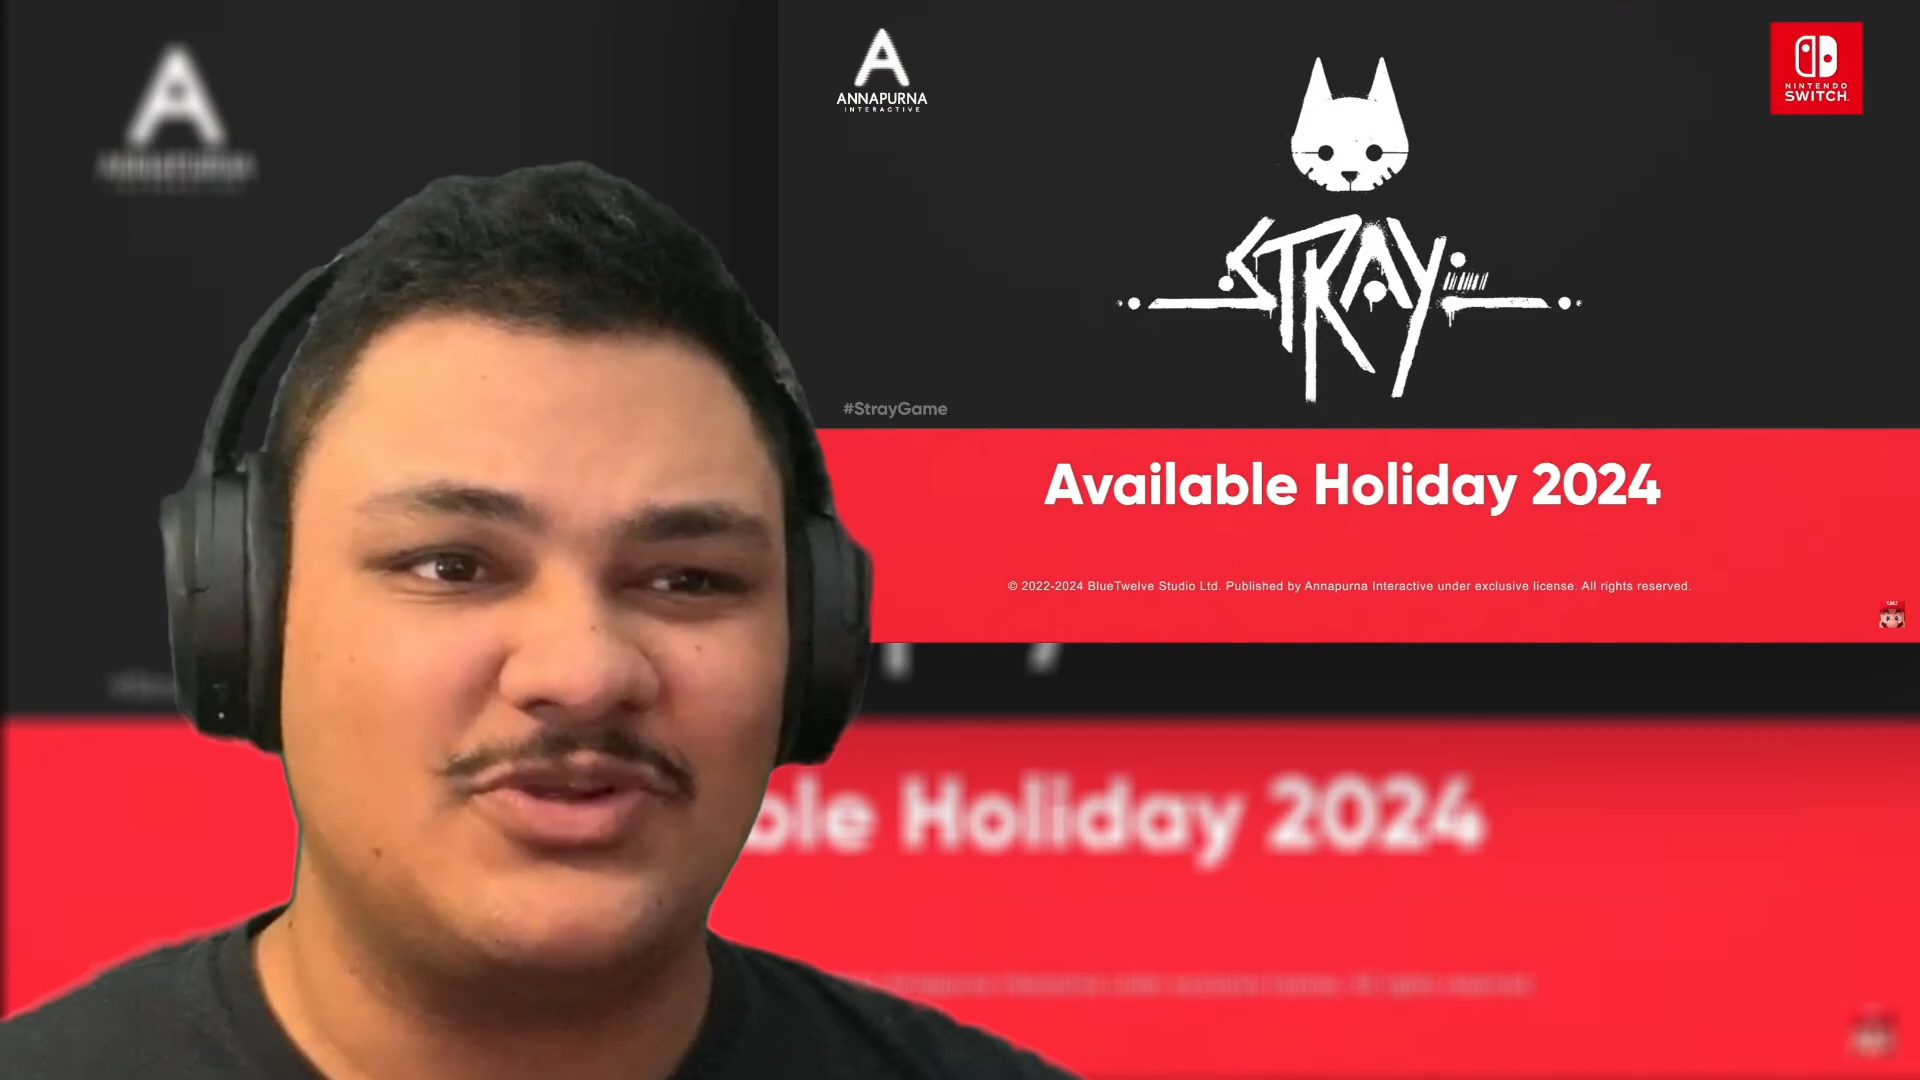 ANNAPURNA
INTERACTIVE
NINTENDO
SWITCH
STRAY
#StrayGame
Available Holiday 2024
© 2022-2024 BlueTwelve Studio Ltd. Published by Annapurna Interactive under exclusive license. All rights reserved.
ble Holiday 2024